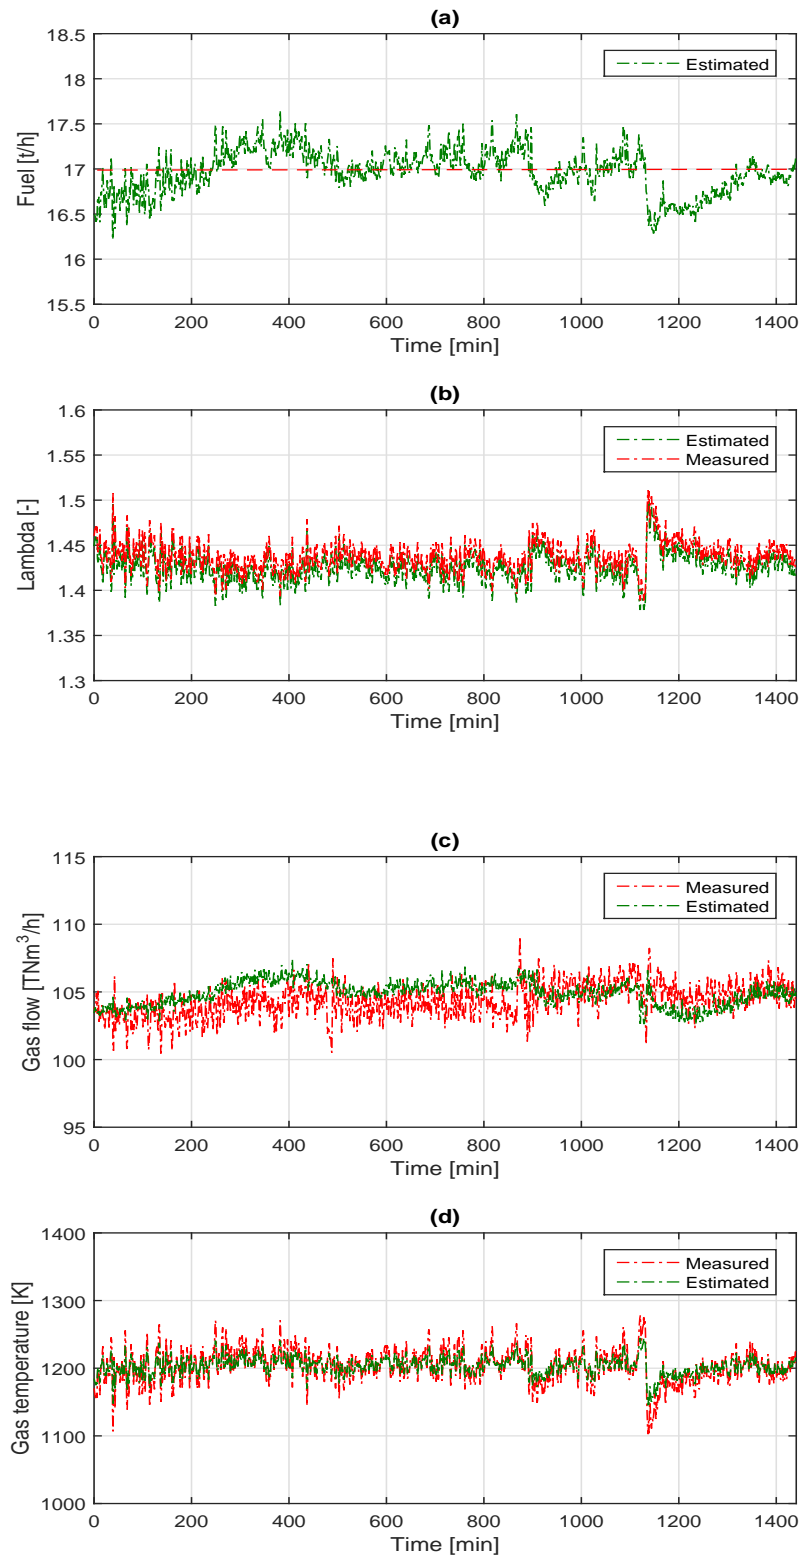 (a)
18.5
18
17.5
17
16.5
16
15.5
Fuel [t/h]
Estimated
0 200 400 600 800 1000 1200 1400
Time [min]
(b)
1.6
1.55
1.5
1.45
1.4
1.35
1.3
Lambda [-]
Estimated
Measured
0 200 400 600 800 1000 1200 1400
Time [min]
(c)
115
110
105
100
95
Gas flow [TNm³/h]
Measured
Estimated
0 200 400 600 800 1000 1200 1400
Time [min]
(d)
1400
1300
1200
1100
1000
Gas temperature [K]
Measured
Estimated
0 200 400 600 800 1000 1200 1400
Time [min]